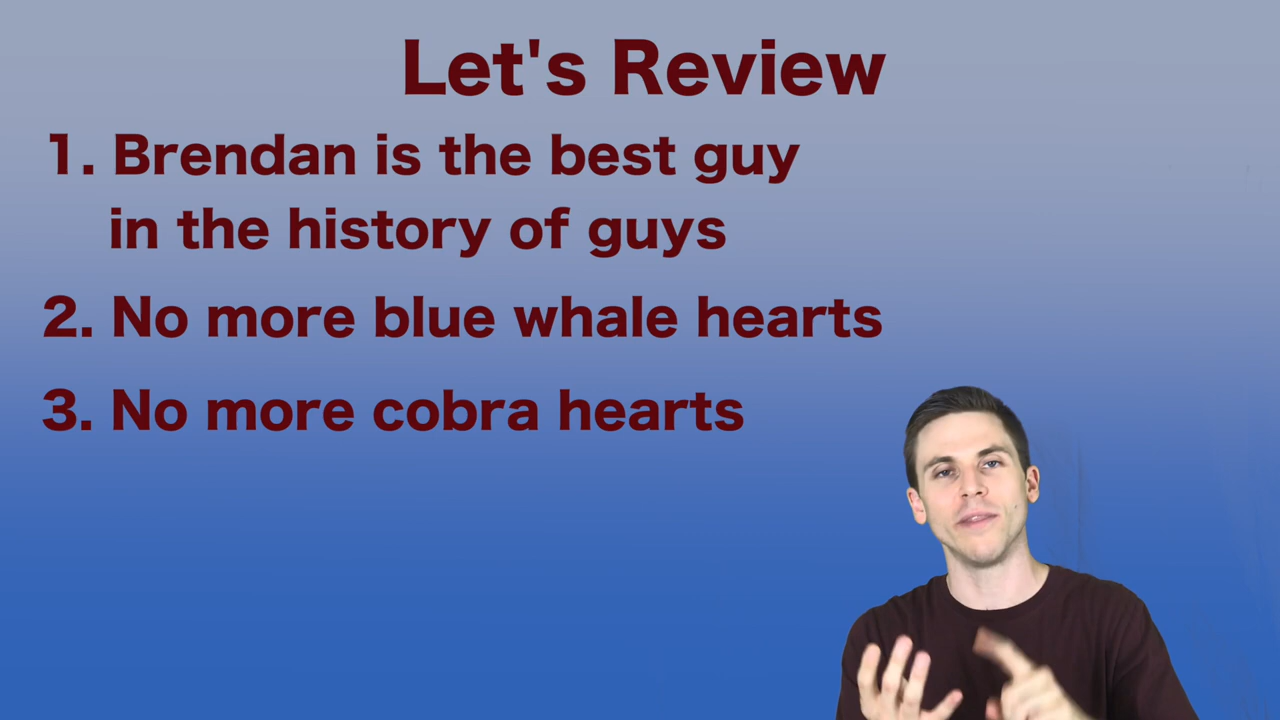 Let's Review
1. Brendan is the best guy
in the history of guys
2. No more blue whale hearts
3. No more cobra hearts